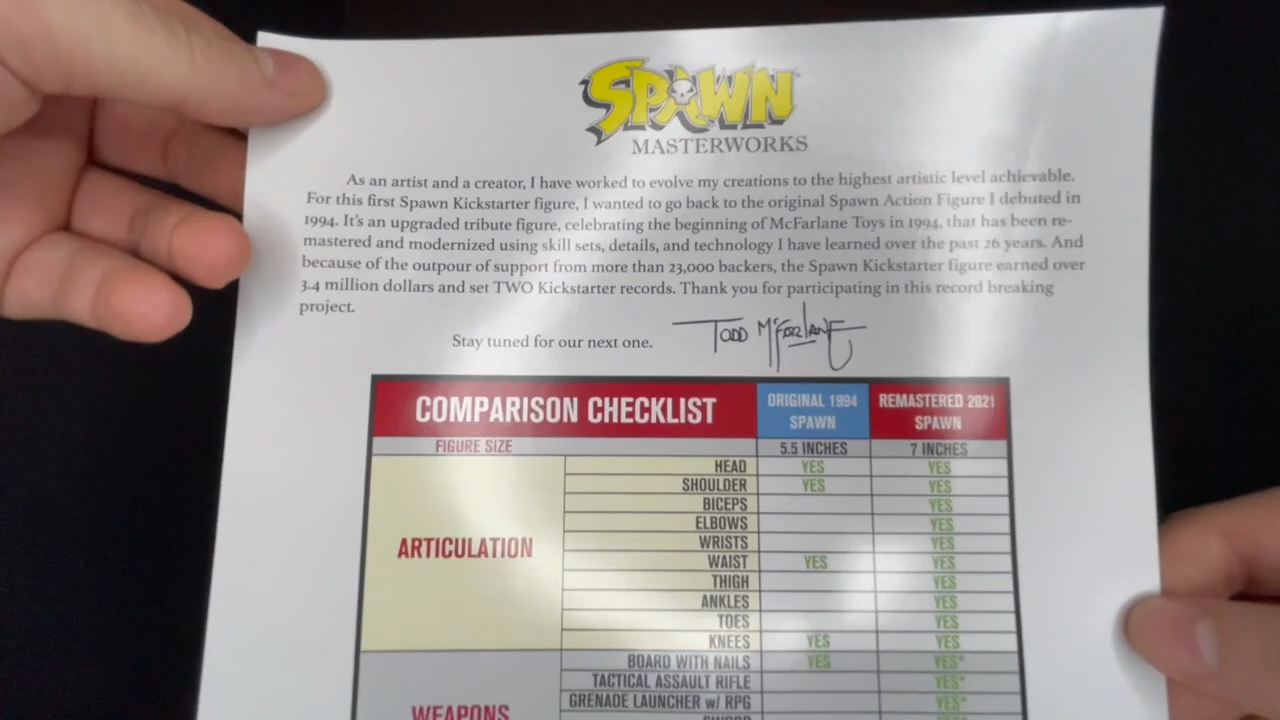 SPAWN
MASTERWORKS
As an artist and a creator, I have worked to evolve my creations to the highest artistic level achievable.
For this first Spawn Kickstarter figure, I wanted to go back to the original Spawn Action Figure I debuted in
1994. It's an upgraded tribute figure, celebrating the beginning of McFarlane Toys in 1994, that has been re-
mastered and modernized using skill sets, details, and technology I have learned over the past 26 years. And
because of the outpour of support from more than 23,000 backers, the Spawn Kickstarter figure earned over
3.4 million dollars and set TWO Kickstarter records. Thank you for participating in this record breaking
project.
Stay tuned for our next one. TODD McFARLANE
COMPARISON CHECKLIST ORIGINAL 1994 SPAWN REMASTERED 2021 SPAWN
FIGURE SIZE 5.5 INCHES 7 INCHES
ARTICULATION
HEAD YES YES
SHOULDER YES YES
BICEPS YES
ELBOWS YES
WRISTS YES
WAIST YES YES
THIGH YES
ANKLES YES
TOES YES
KNEES YES YES
WEAPONS
BOARD WITH NAILS YES YES*
TACTICAL ASSAULT RIFLE YES*
GRENADE LAUNCHER w/ RPG YES*